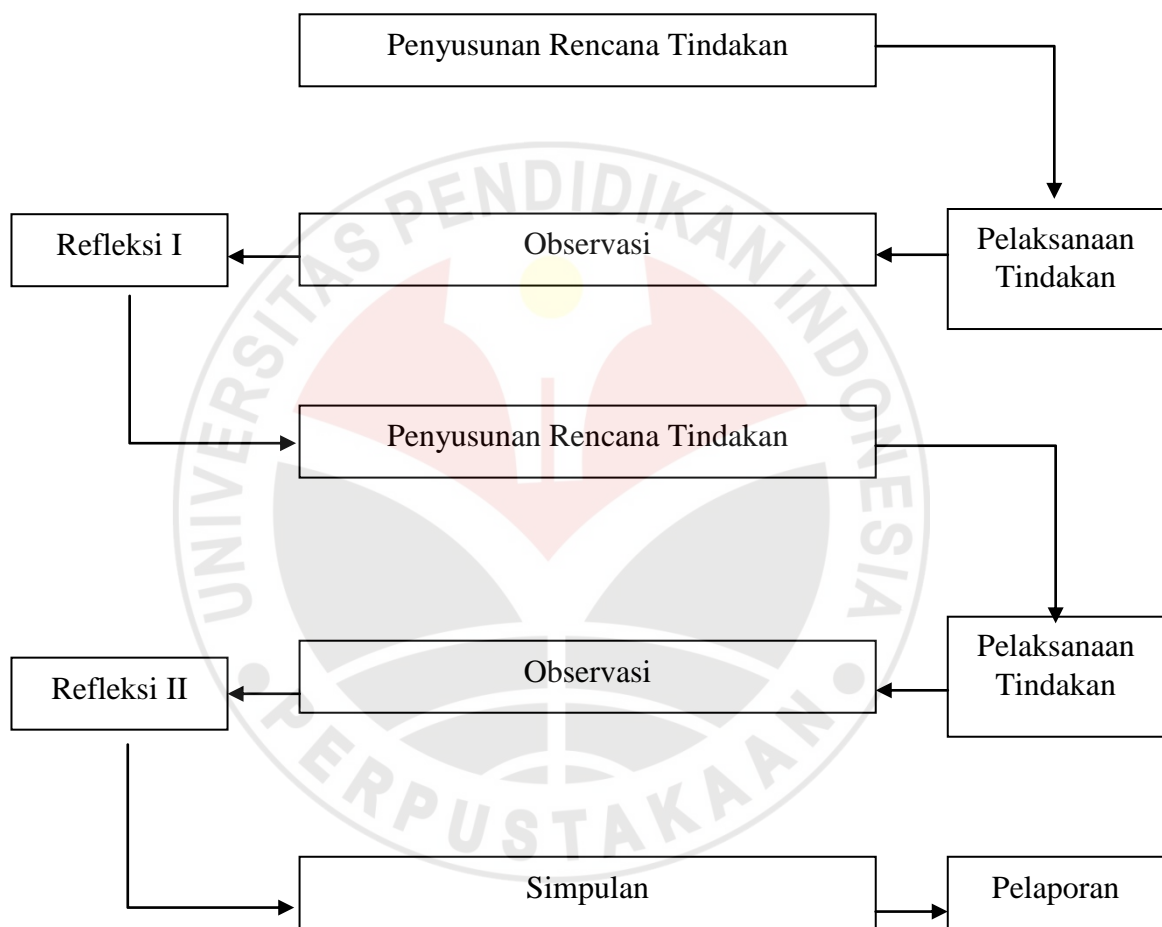 Penyusunan Rencana Tindakan
Refleksi I
Observasi
Pelaksanaan
Tindakan
Penyusunan Rencana Tindakan
Refleksi II
Observasi
Pelaksanaan
Tindakan
Simpulan
Pelaporan
UNIVERSITAS PENDIDIKAN INDONESIA
PERPUSTAKAAN